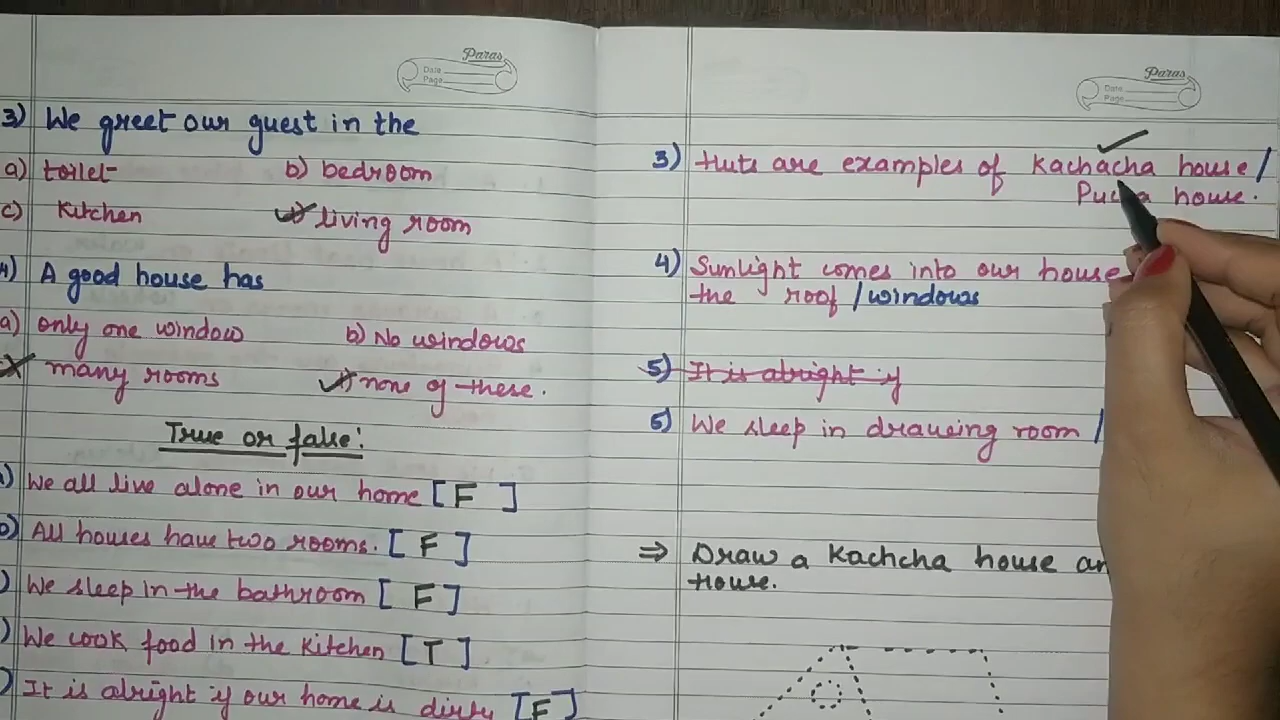 Paras
Date
Page
3) We greet our guest in the
a) toilet b) bedroom
c) Kitchen living room
A good house has
a) only one window b) No windows
many rooms none of these.
True or false:
We all live alone in our home [F]
All houses have two rooms. [F]
We sleep in the bathroom [F]
We cook food in the kitchen [T]
It is alright if our home is dirty [F]
Paras
Date
Page
3) Huts are examples of Kachacha house/
Pucca house.
4) Sunlight comes into our house
the roof /windows
5) It is alright if
6) We sleep in draweing room /
⇒ Draw a Kachcha house
House.